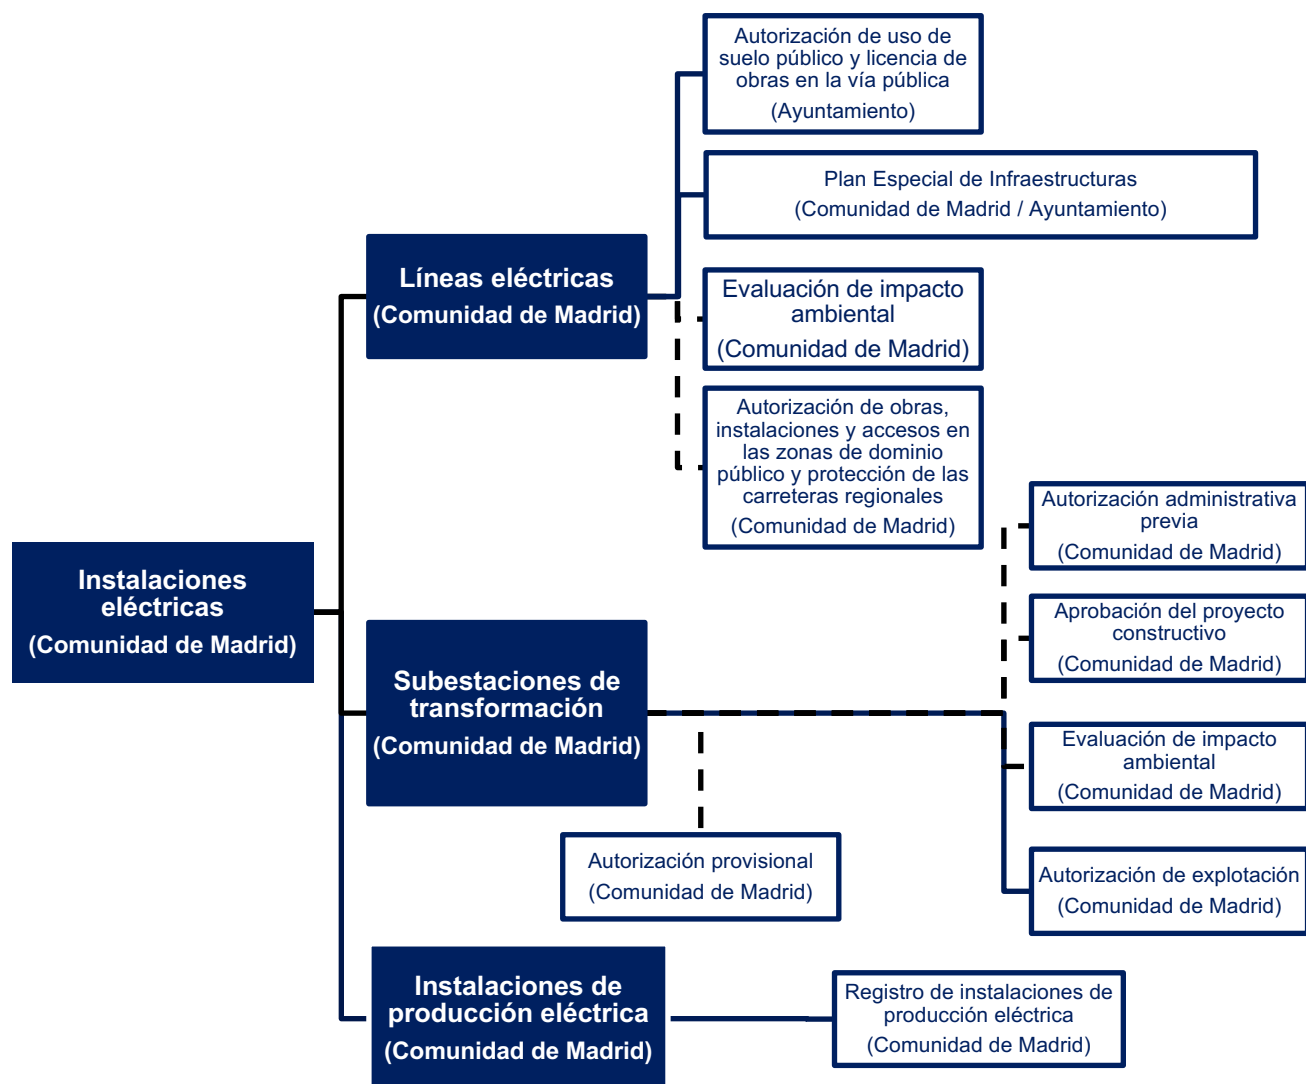 Autorización de uso de
suelo público y licencia de
obras en la vía pública
(Ayuntamiento)
Plan Especial de Infraestructuras
(Comunidad de Madrid / Ayuntamiento)
Líneas eléctricas
(Comunidad de Madrid)
Evaluación de impacto
ambiental
(Comunidad de Madrid)
Autorización de obras,
instalaciones y accesos en
las zonas de dominio
público y protección de las
carreteras regionales
(Comunidad de Madrid)
Instalaciones
eléctricas
(Comunidad de Madrid)
Subestaciones de
transformación
(Comunidad de Madrid)
Autorización administrativa
previa
(Comunidad de Madrid)
Aprobación del proyecto
constructivo
(Comunidad de Madrid)
Evaluación de impacto
ambiental
(Comunidad de Madrid)
Autorización provisional
(Comunidad de Madrid)
Autorización de explotación
(Comunidad de Madrid)
Instalaciones de
producción eléctrica
(Comunidad de Madrid)
Registro de instalaciones de
producción eléctrica
(Comunidad de Madrid)